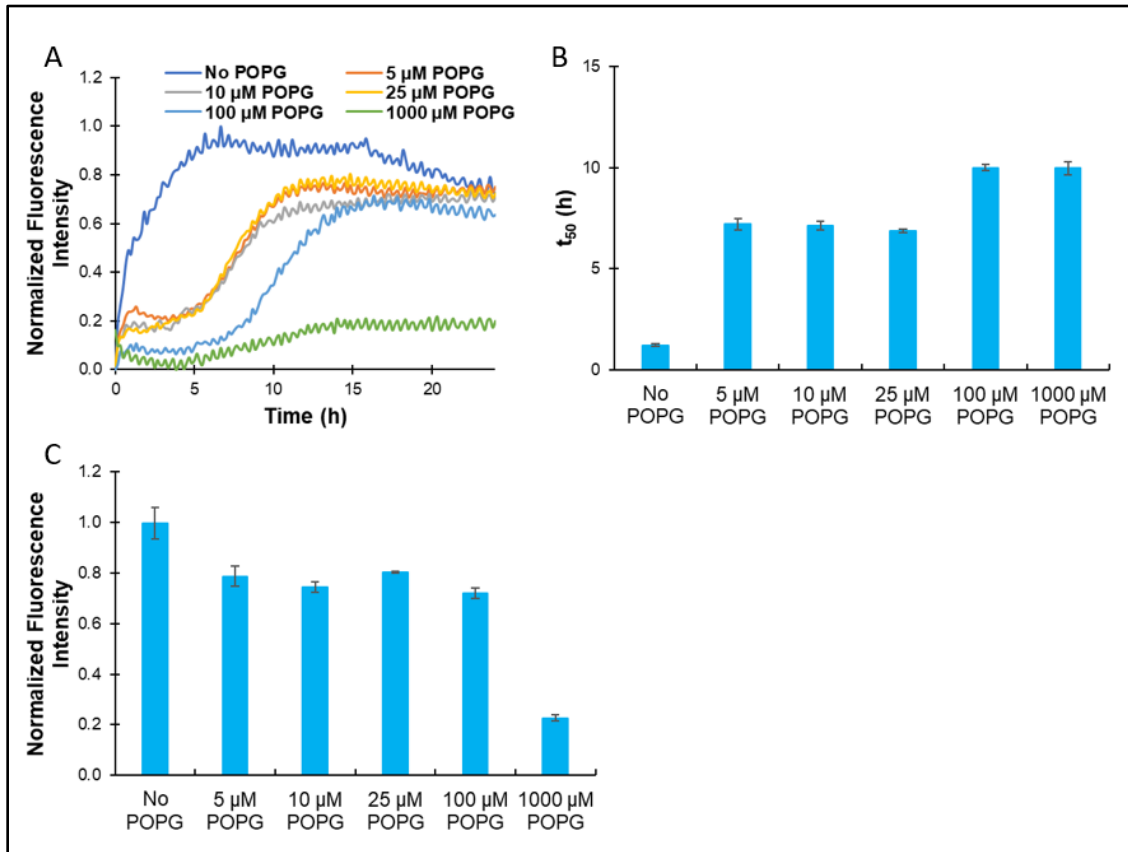 A
No POPG 5 µM POPG
10 µM POPG 25 µM POPG
100 µM POPG 1000 µM POPG
Normalized Fluorescence
Intensity
1.2
1.0
0.8
0.6
0.4
0.2
0.0
0 5 10 15 20
Time (h)
B
t₅₀ (h)
15
10
5
0
No 5 µM 10 µM 25 µM 100 µM 1000 µM
POPG POPG POPG POPG POPG POPG
C
Normalized Fluorescence
Intensity
1.2
1.0
0.8
0.6
0.4
0.2
0.0
No 5 µM 10 µM 25 µM 100 µM 1000 µM
POPG POPG POPG POPG POPG POPG